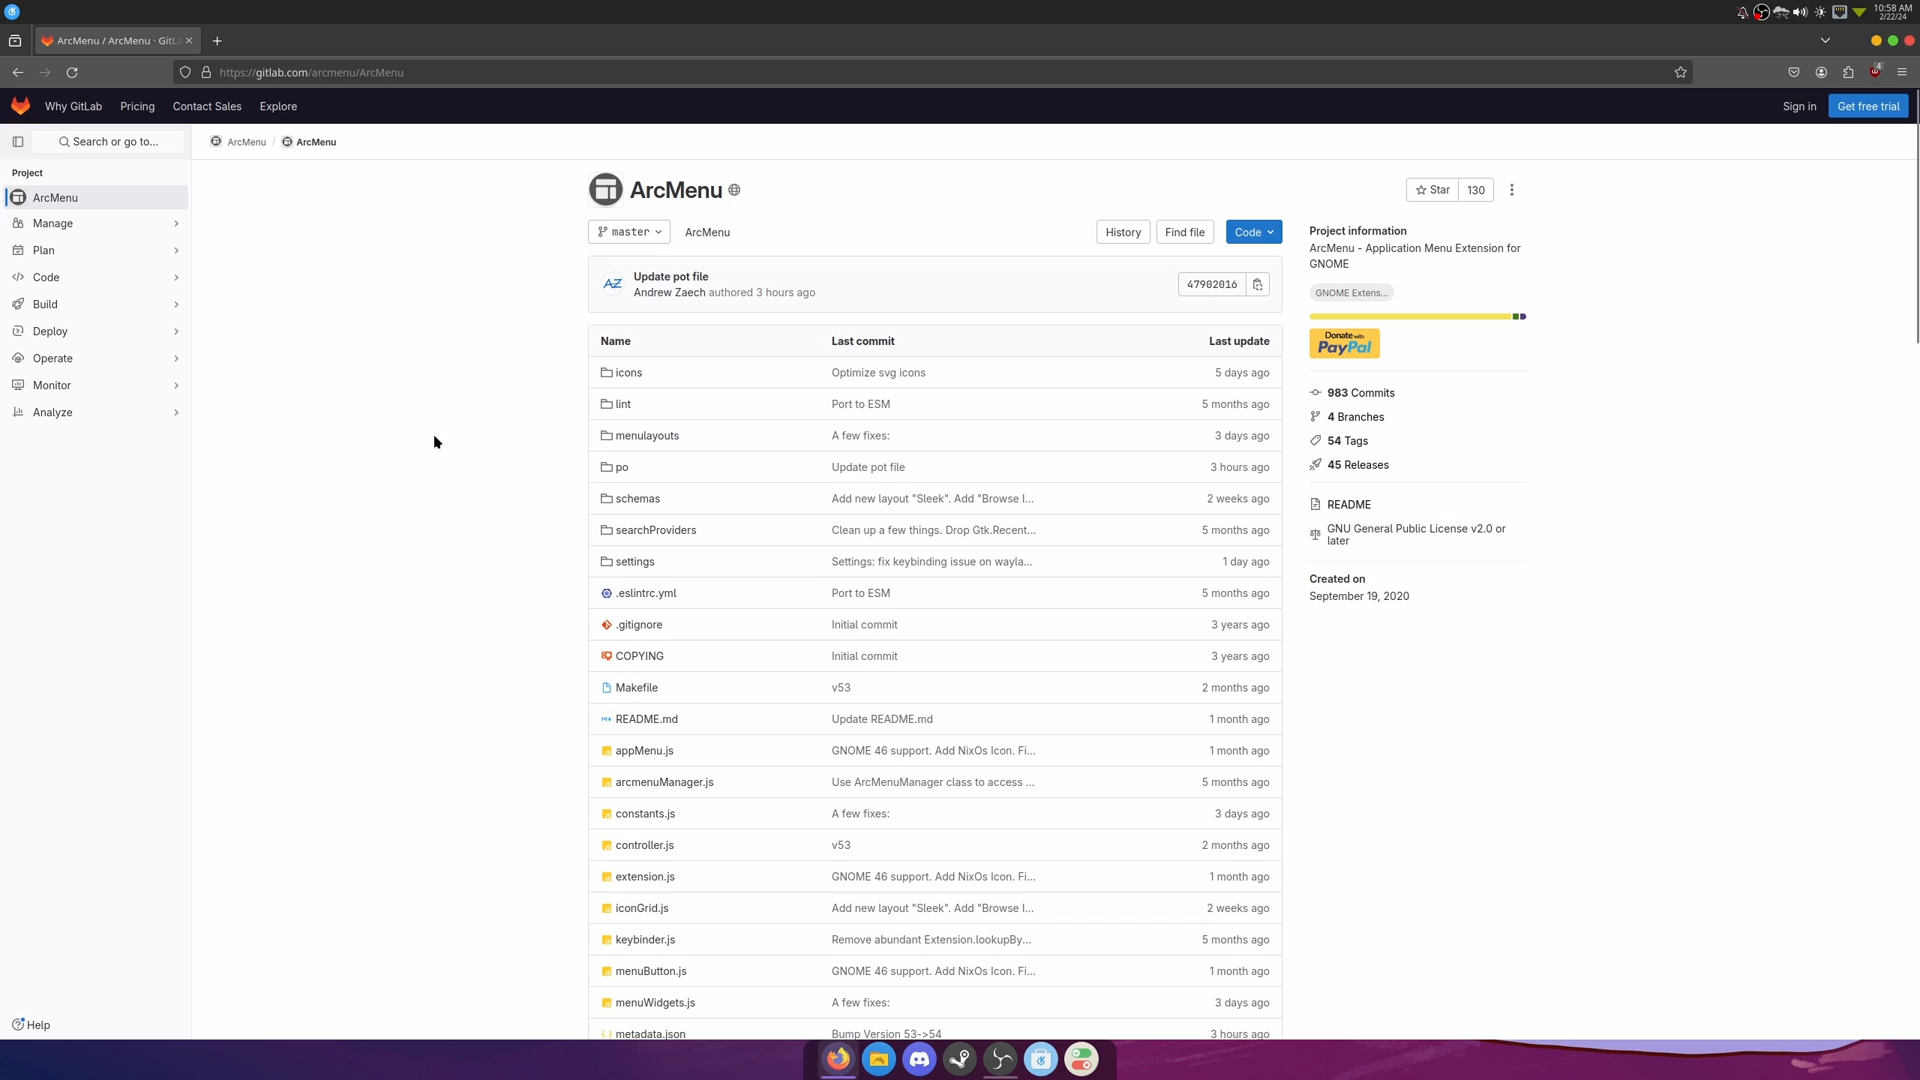 10:58 AM
2/22/24
ArcMenu / ArcMenu · GitL
https://gitlab.com/arcmenu/ArcMenu
4
Why GitLab Pricing Contact Sales Explore
Sign in Get free trial
Search or go to...
ArcMenu / ArcMenu
Project
ArcMenu
Manage
Plan
Code
Build
Deploy
Operate
Monitor
Analyze
Help
ArcMenu
Star 130
master ArcMenu History Find file Code
Update pot file
Andrew Zaech authored 3 hours ago
47902016
Name Last commit Last update
icons Optimize svg icons 5 days ago
lint Port to ESM 5 months ago
menulayouts A few fixes: 3 days ago
po Update pot file 3 hours ago
schemas Add new layout "Sleek". Add "Browse I... 2 weeks ago
searchProviders Clean up a few things. Drop Gtk.Recent... 5 months ago
settings Settings: fix keybinding issue on wayla... 1 day ago
.eslintrc.yml Port to ESM 5 months ago
.gitignore Initial commit 3 years ago
COPYING Initial commit 3 years ago
Makefile v53 2 months ago
README.md Update README.md 1 month ago
appMenu.js GNOME 46 support. Add NixOs Icon. Fi... 1 month ago
arcmenuManager.js Use ArcMenuManager class to access ... 5 months ago
constants.js A few fixes: 3 days ago
controller.js v53 2 months ago
extension.js GNOME 46 support. Add NixOs Icon. Fi... 1 month ago
iconGrid.js Add new layout "Sleek". Add "Browse I... 2 weeks ago
keybinder.js Remove abundant Extension.lookupBy... 5 months ago
menuButton.js GNOME 46 support. Add NixOs Icon. Fi... 1 month ago
menuWidgets.js A few fixes: 3 days ago
metadata.json Bump Version 53->54 3 hours ago
Project information
ArcMenu - Application Menu Extension for
GNOME
GNOME Extens...
Donate with
PayPal
983 Commits
4 Branches
54 Tags
45 Releases
README
GNU General Public License v2.0 or
later
Created on
September 19, 2020